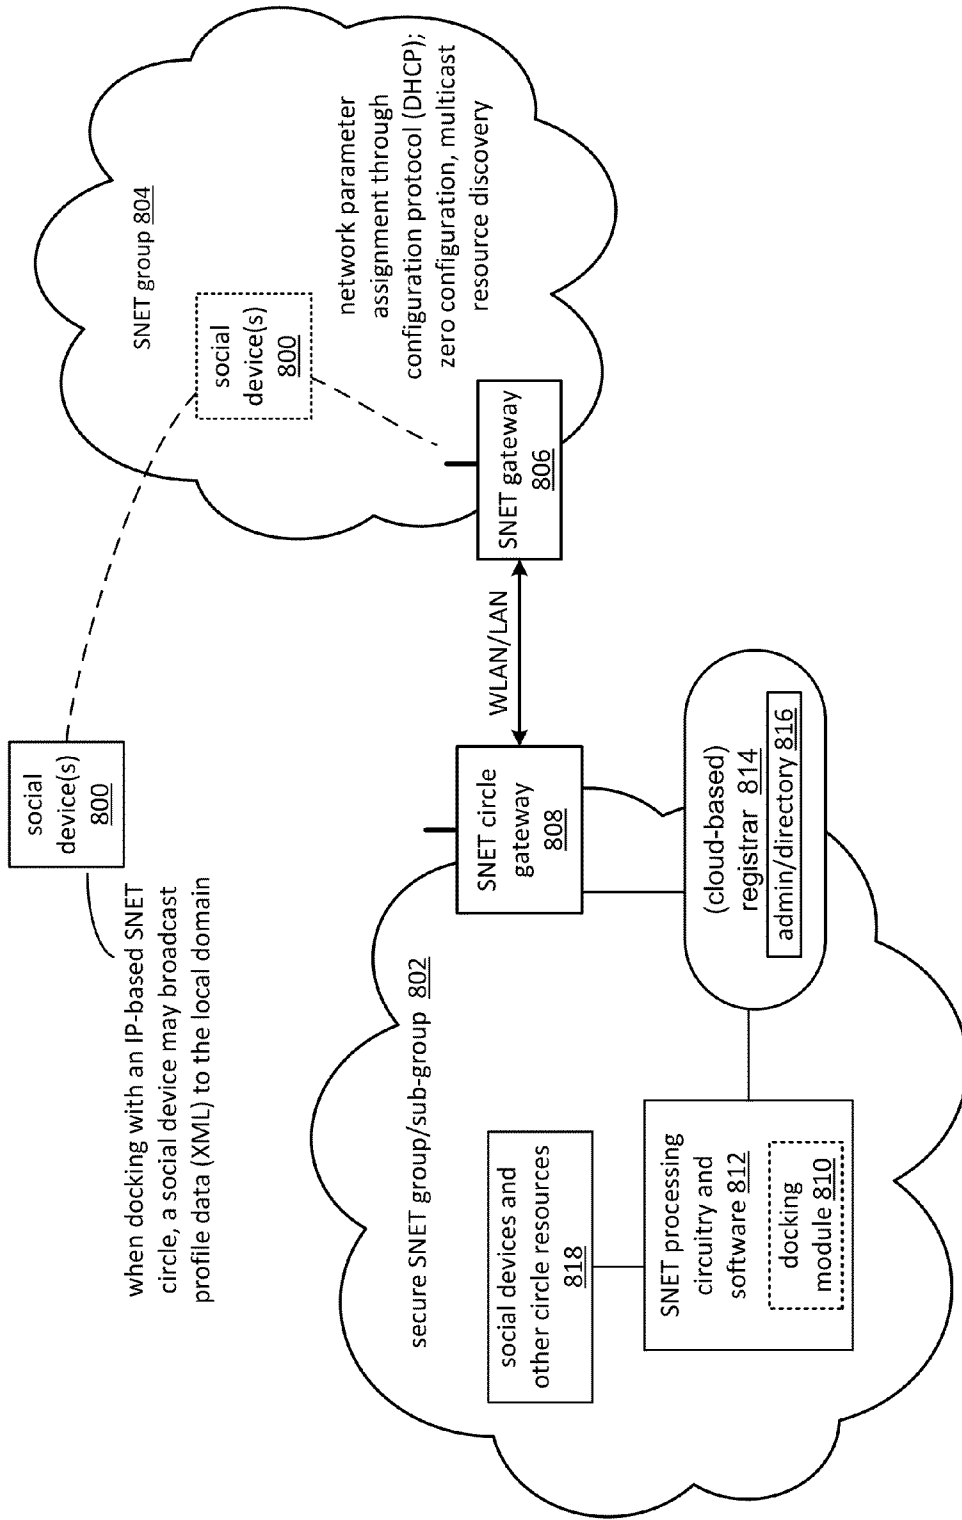 social
device(s)
800
when docking with an IP-based SNET
circle, a social device may broadcast
profile data (XML) to the local domain
SNET group 804
social
device(s)
800
network parameter
assignment through
configuration protocol (DHCP);
zero configuration, multicast
resource discovery
SNET gateway
806
WLAN/LAN
SNET circle
gateway
808
secure SNET group/sub-group 802
(cloud-based)
registrar 814
admin/directory 816
social devices and
other circle resources
818
SNET processing
circuitry and
software 812
docking
module 810